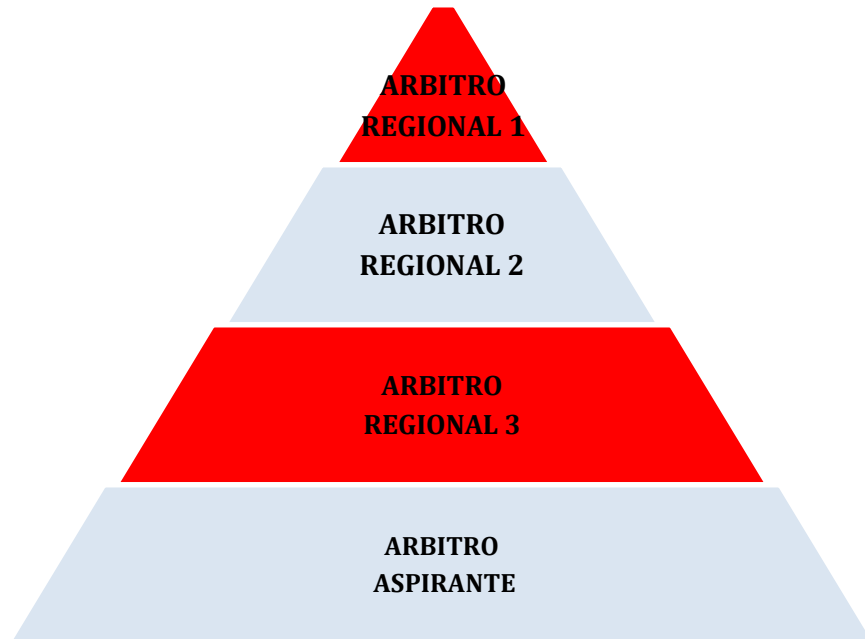 ARBITRO
REGIONAL 1
ARBITRO
REGIONAL 2
ARBITRO
REGIONAL 3
ARBITRO
ASPIRANTE